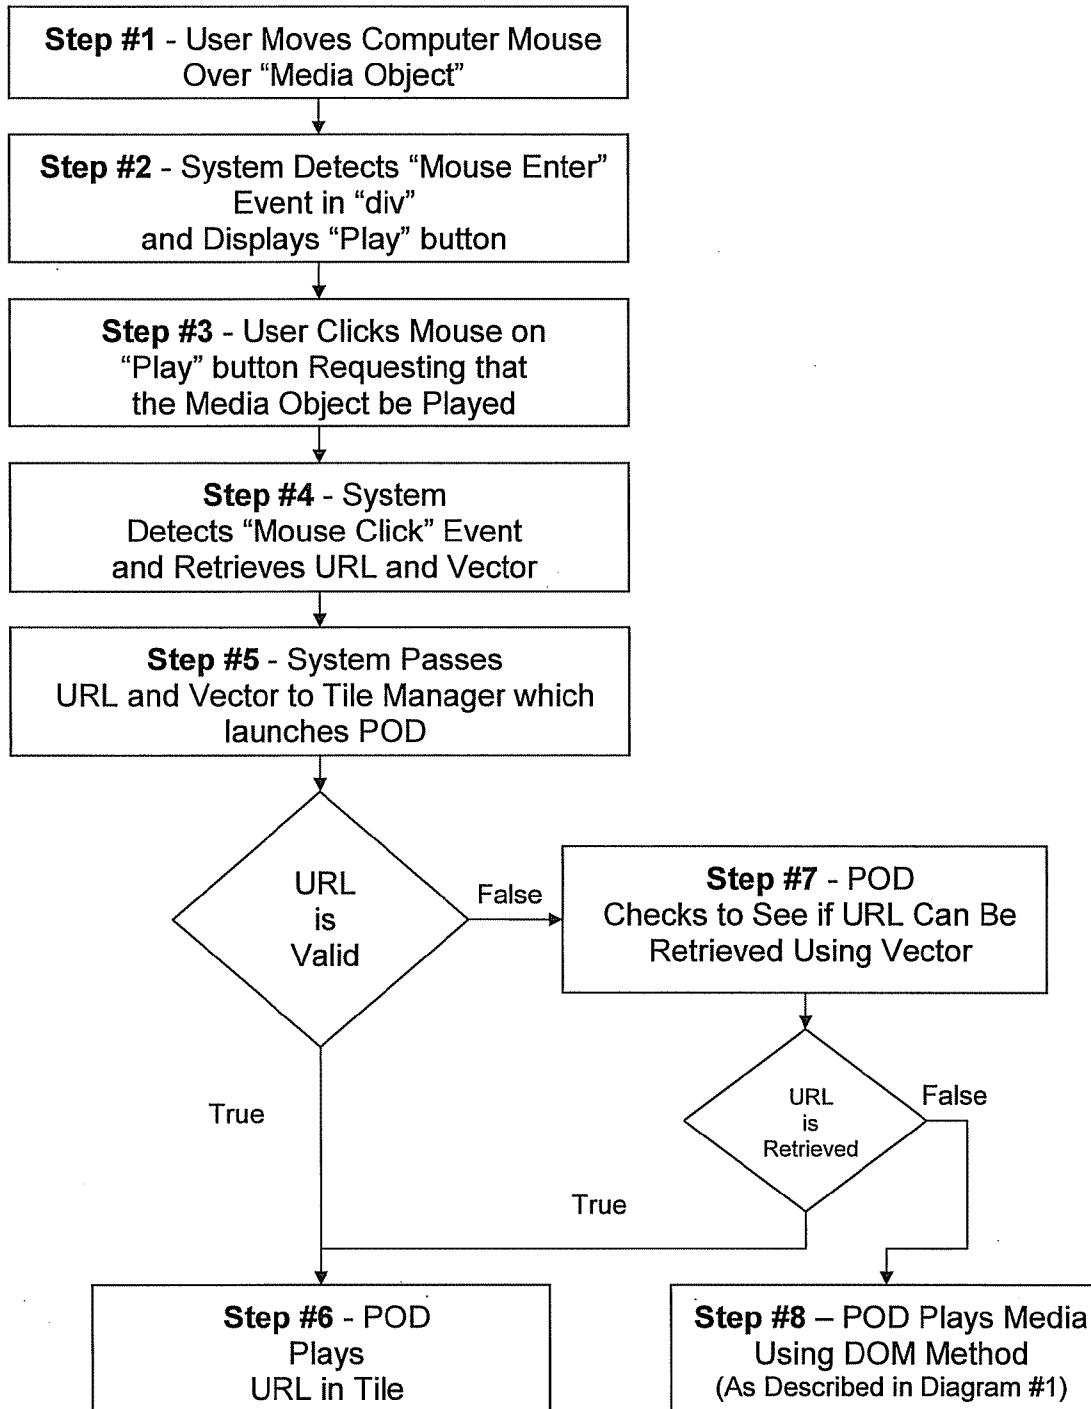 Step #1 - User Moves Computer Mouse
Over “Media Object”
Step #2 - System Detects “Mouse Enter”
Event in “div”
and Displays “Play” button
Step #3 - User Clicks Mouse on
“Play” button Requesting that
the Media Object be Played
Step #4 - System
Detects “Mouse Click” Event
and Retrieves URL and Vector
Step #5 - System Passes
URL and Vector to Tile Manager which
launches POD
URL
is
Valid
False
Step #7 - POD
Checks to See if URL Can Be
Retrieved Using Vector
True
URL
is
Retrieved
False
True
Step #6 - POD
Plays
URL in Tile
Step #8 – POD Plays Media
Using DOM Method
(As Described in Diagram #1)